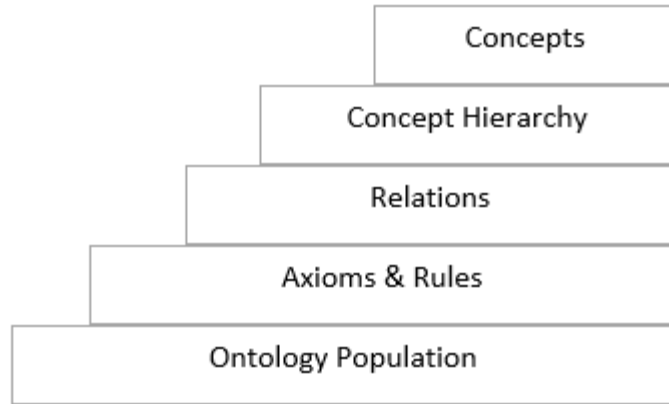 Concepts
Concept Hierarchy
Relations
Axioms & Rules
Ontology Population